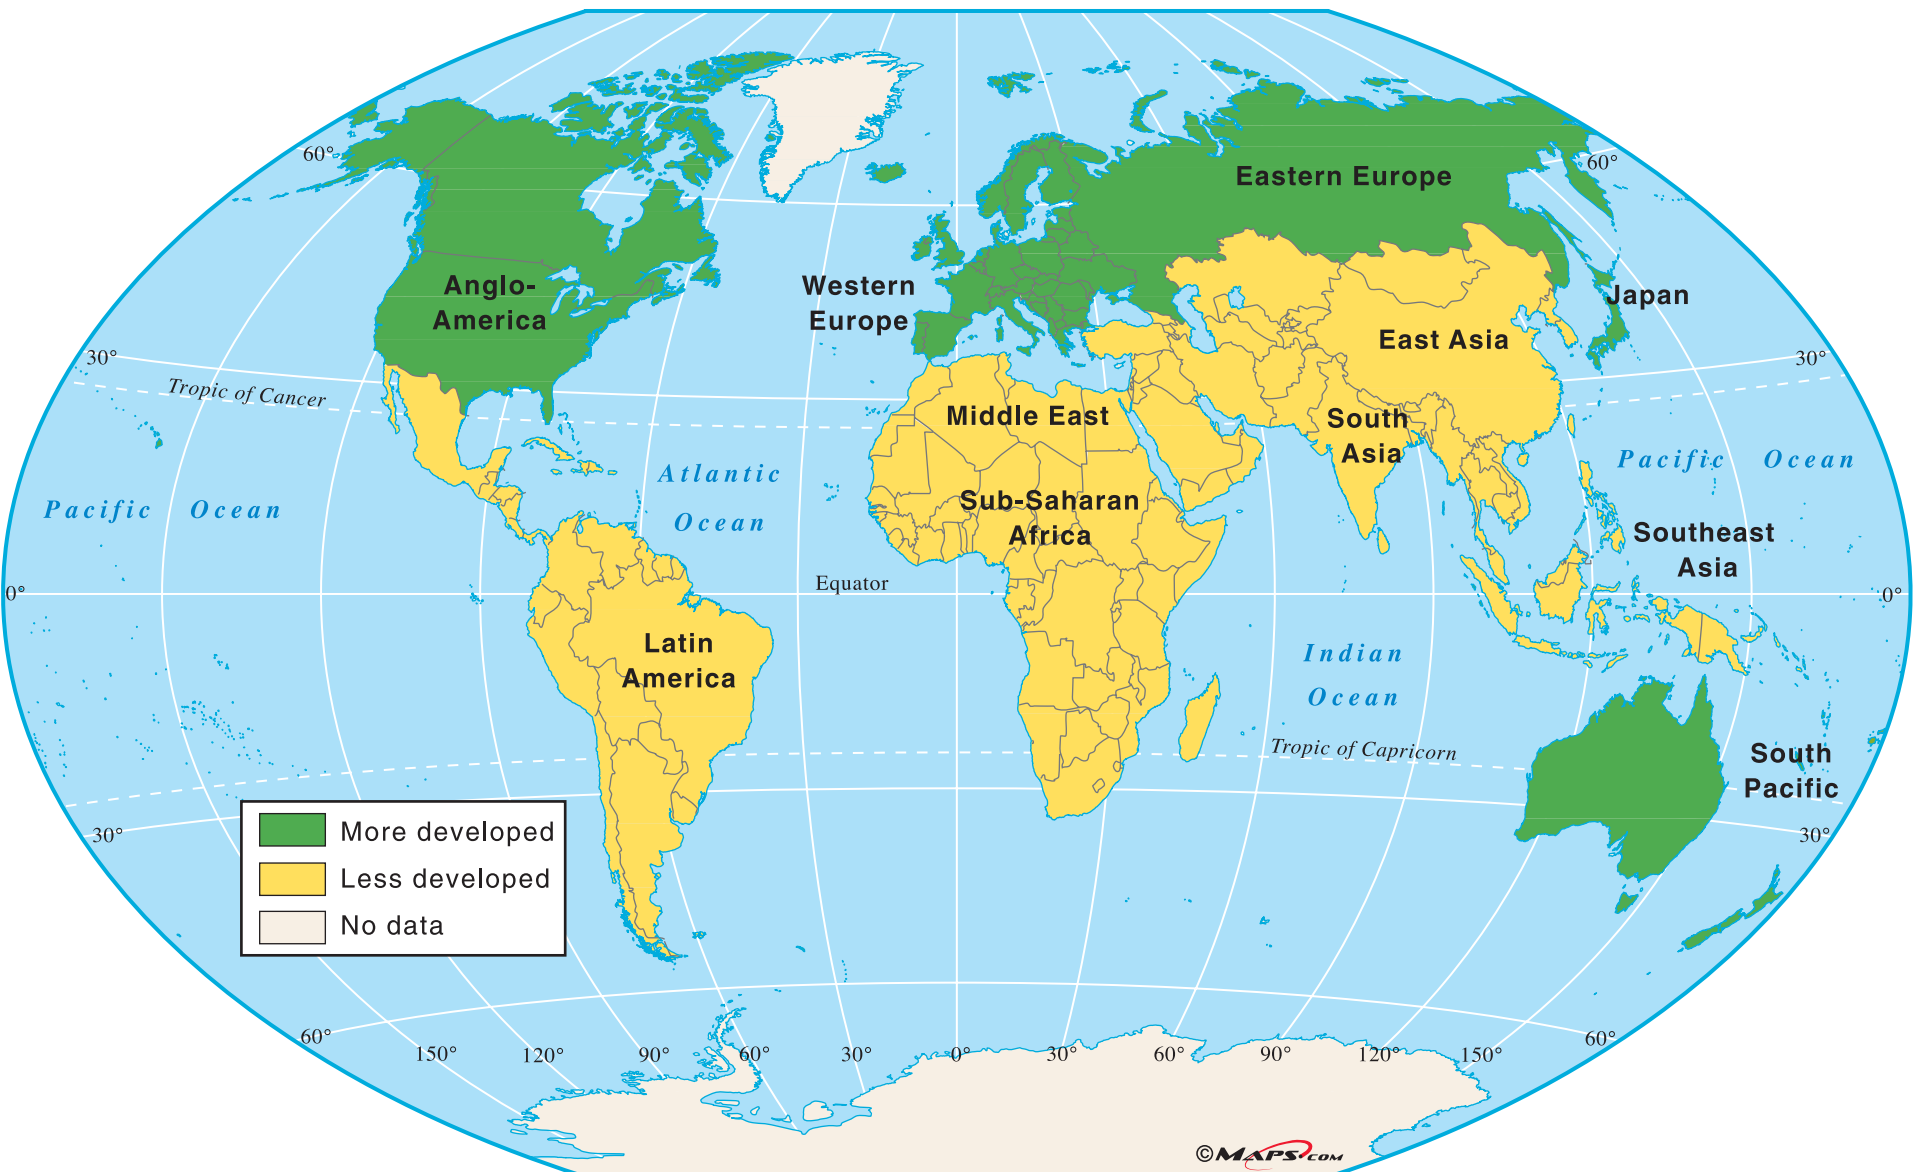 60°
60°
Eastern Europe
Anglo-
America
Western
Europe
Japan
East Asia
30°
30°
Tropic of Cancer
Middle East
South
Asia
Atlantic
Ocean
Pacific Ocean
Pacific Ocean
Sub-Saharan
Africa
Southeast
Asia
Equator
0°
0°
Latin
America
Indian
Ocean
Tropic of Capricorn
South
Pacific
30°
30°
More developed
Less developed
No data
60°
60°
150° 120° 90° 60° 30° 0° 30° 60° 90° 120° 150°
©MAPS.COM